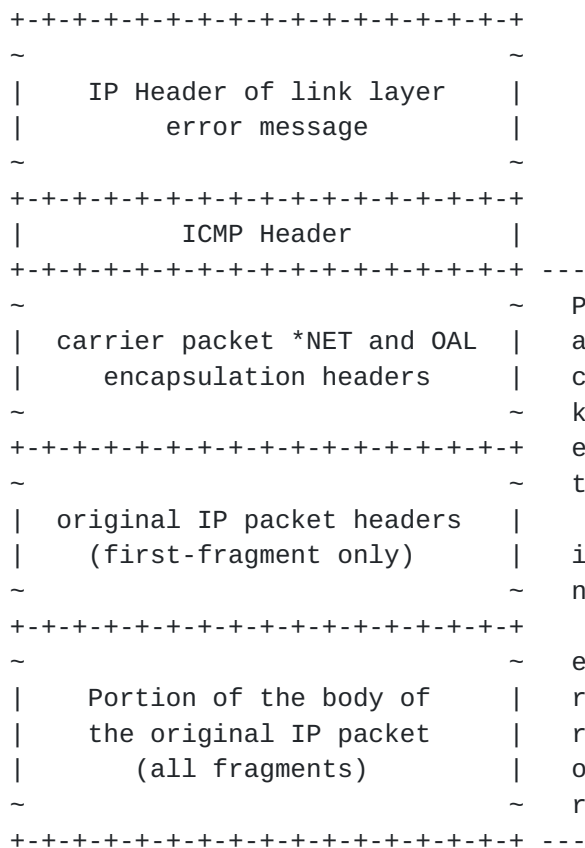 +-+-+-+-+-+-+-+-+-+-+-+-+-+-+-+-+
~                               ~
|    IP Header of link layer    |
|         error message         |
~                               ~
+-+-+-+-+-+-+-+-+-+-+-+-+-+-+-+-+
|          ICMP Header          |
+-+-+-+-+-+-+-+-+-+-+-+-+-+-+-+-+ ---
~                               ~   P
|  carrier packet *NET and OAL  |   a
|     encapsulation headers     |   c
~                               ~   k
+-+-+-+-+-+-+-+-+-+-+-+-+-+-+-+-+   e
~                               ~   t
|  original IP packet headers   |
|    (first-fragment only)      |   i
~                               ~   n
+-+-+-+-+-+-+-+-+-+-+-+-+-+-+-+-+
~                               ~   e
|    Portion of the body of     |   r
|    the original IP packet     |   r
|       (all fragments)         |   o
~                               ~   r
+-+-+-+-+-+-+-+-+-+-+-+-+-+-+-+-+ ---